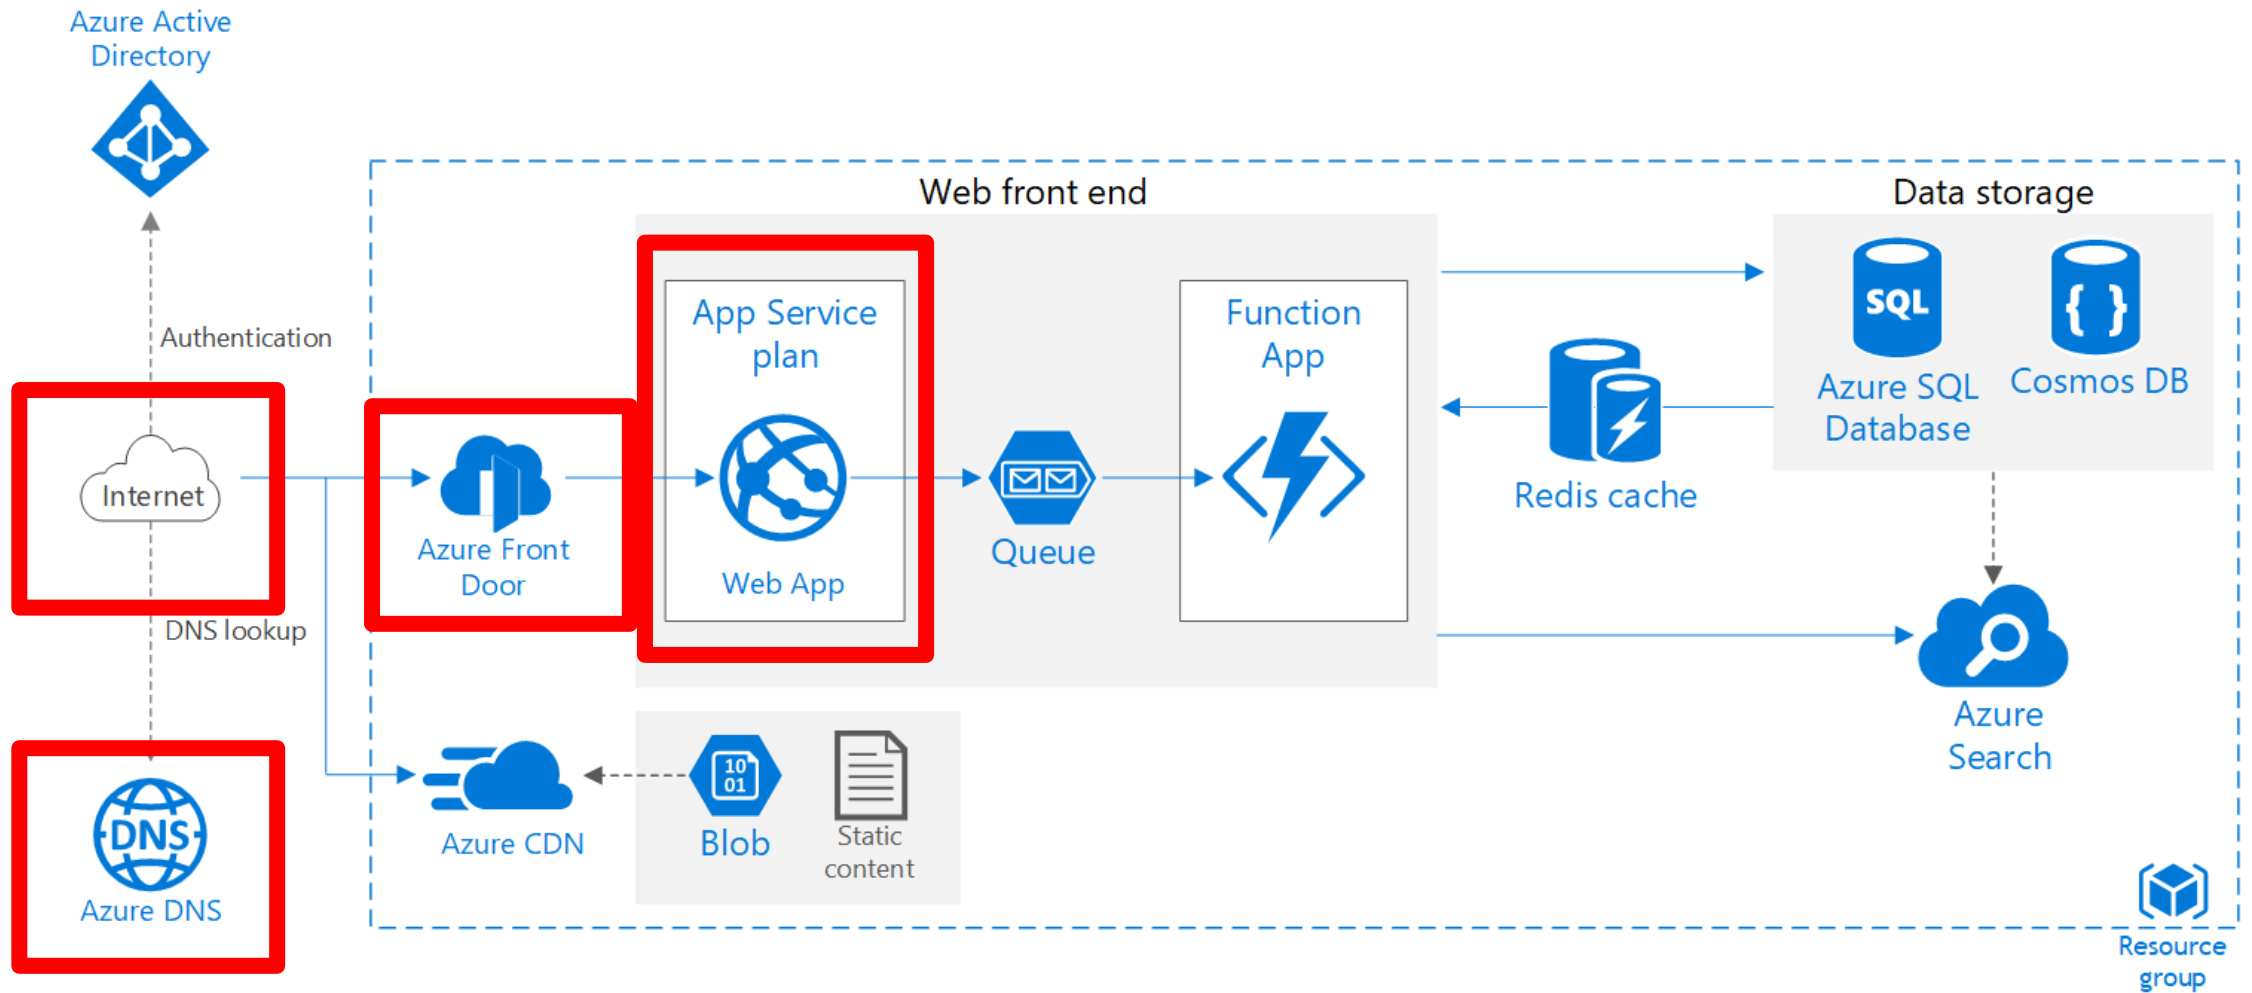 Azure Active
Directory
Authentication
Internet
DNS lookup
DNS
Azure DNS
Azure Front
Door
Azure CDN
Web front end
App Service
plan
Web App
Queue
Function
App
10
01
Blob
Static
content
Redis cache
Data storage
SQL
Azure SQL
Database
{ }
Cosmos DB
Azure
Search
Resource
group